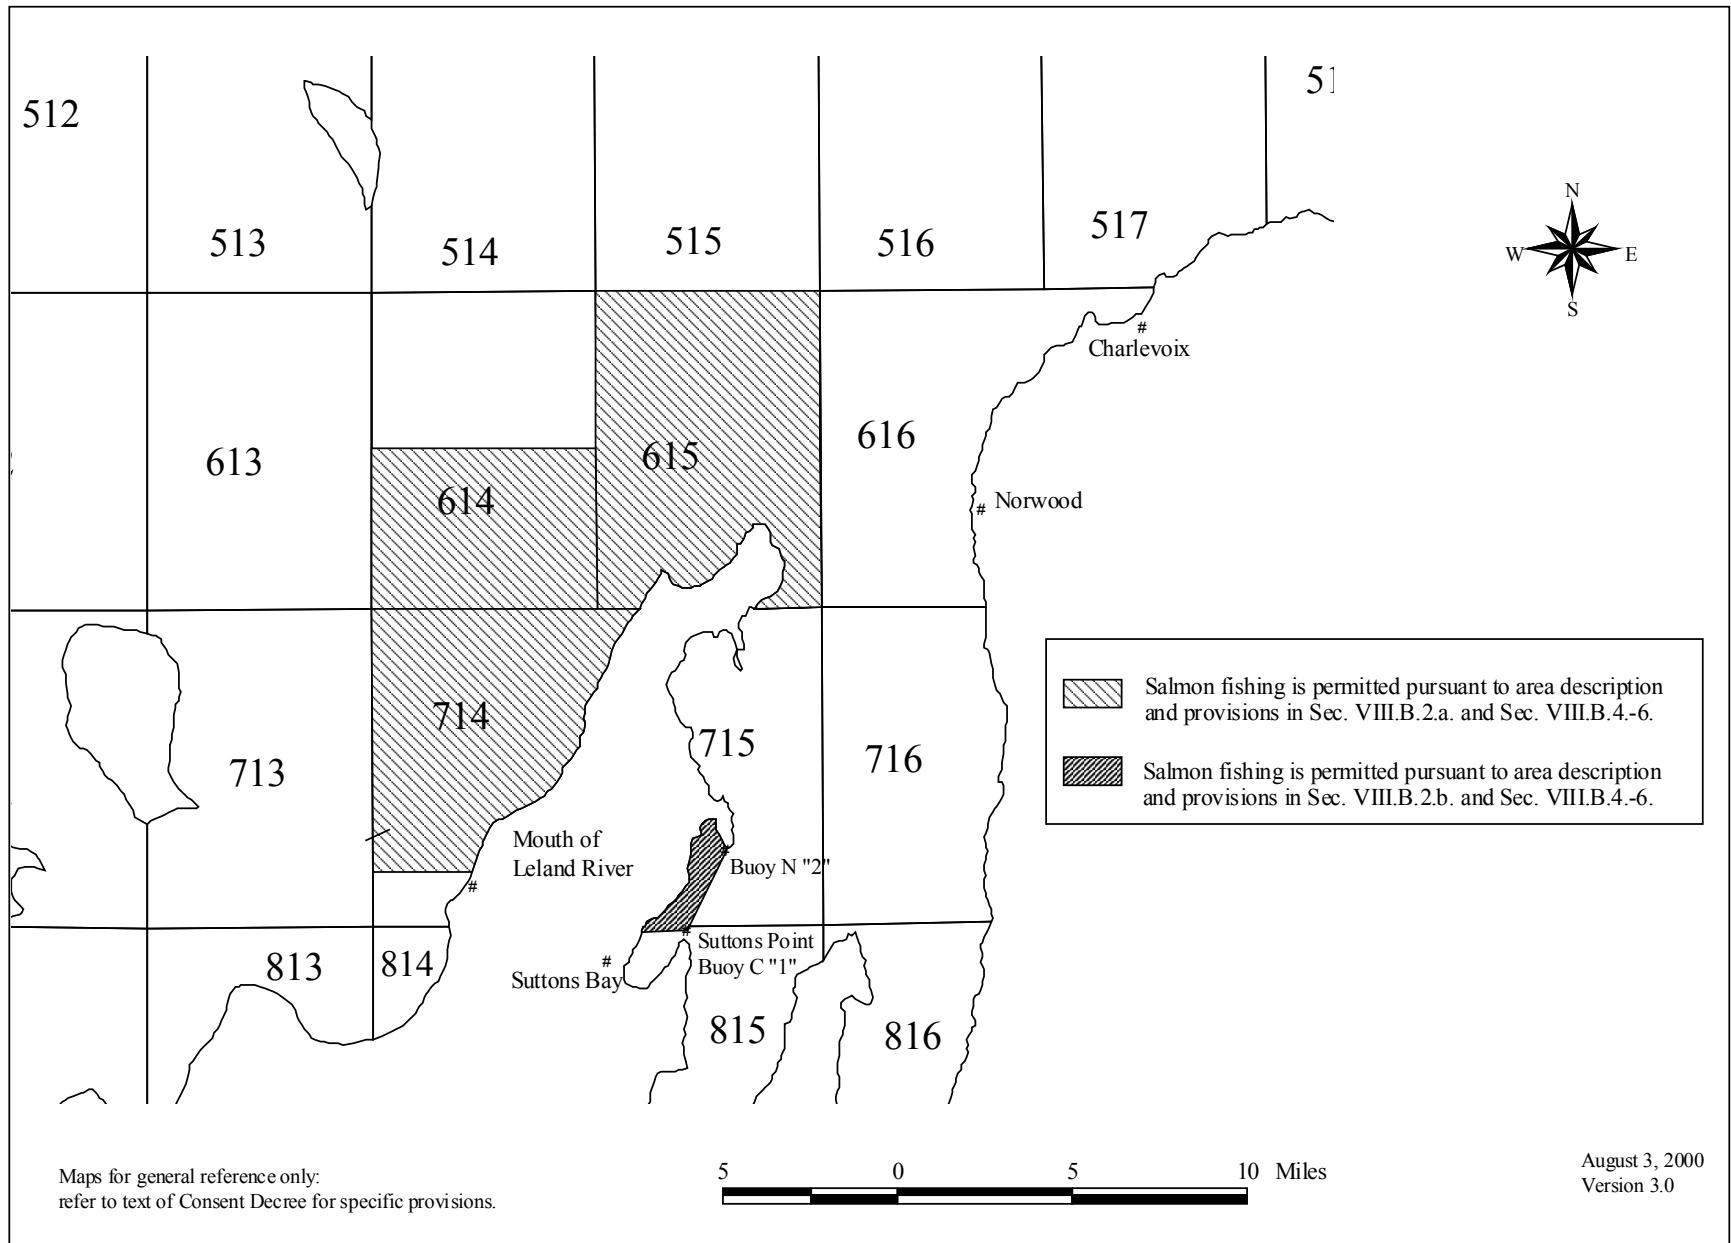 512
51
513
514
515
516
517
N
W
E
S
#
Charlevoix
613
614
615
616
#
Norwood
713
714
715
716
Salmon fishing is permitted pursuant to area description
and provisions in Sec. VIII.B.2.a. and Sec. VIII.B.4.-6.
Salmon fishing is permitted pursuant to area description
and provisions in Sec. VIII.B.2.b. and Sec. VIII.B.4.-6.
Mouth of
Leland River
#
#
Buoy N "2"
#
Suttons Point
Buoy C "1"
#
Suttons Bay
813
814
815
816
Maps for general reference only:
refer to text of Consent Decree for specific provisions.
5 0 5 10 Miles
August 3, 2000
Version 3.0